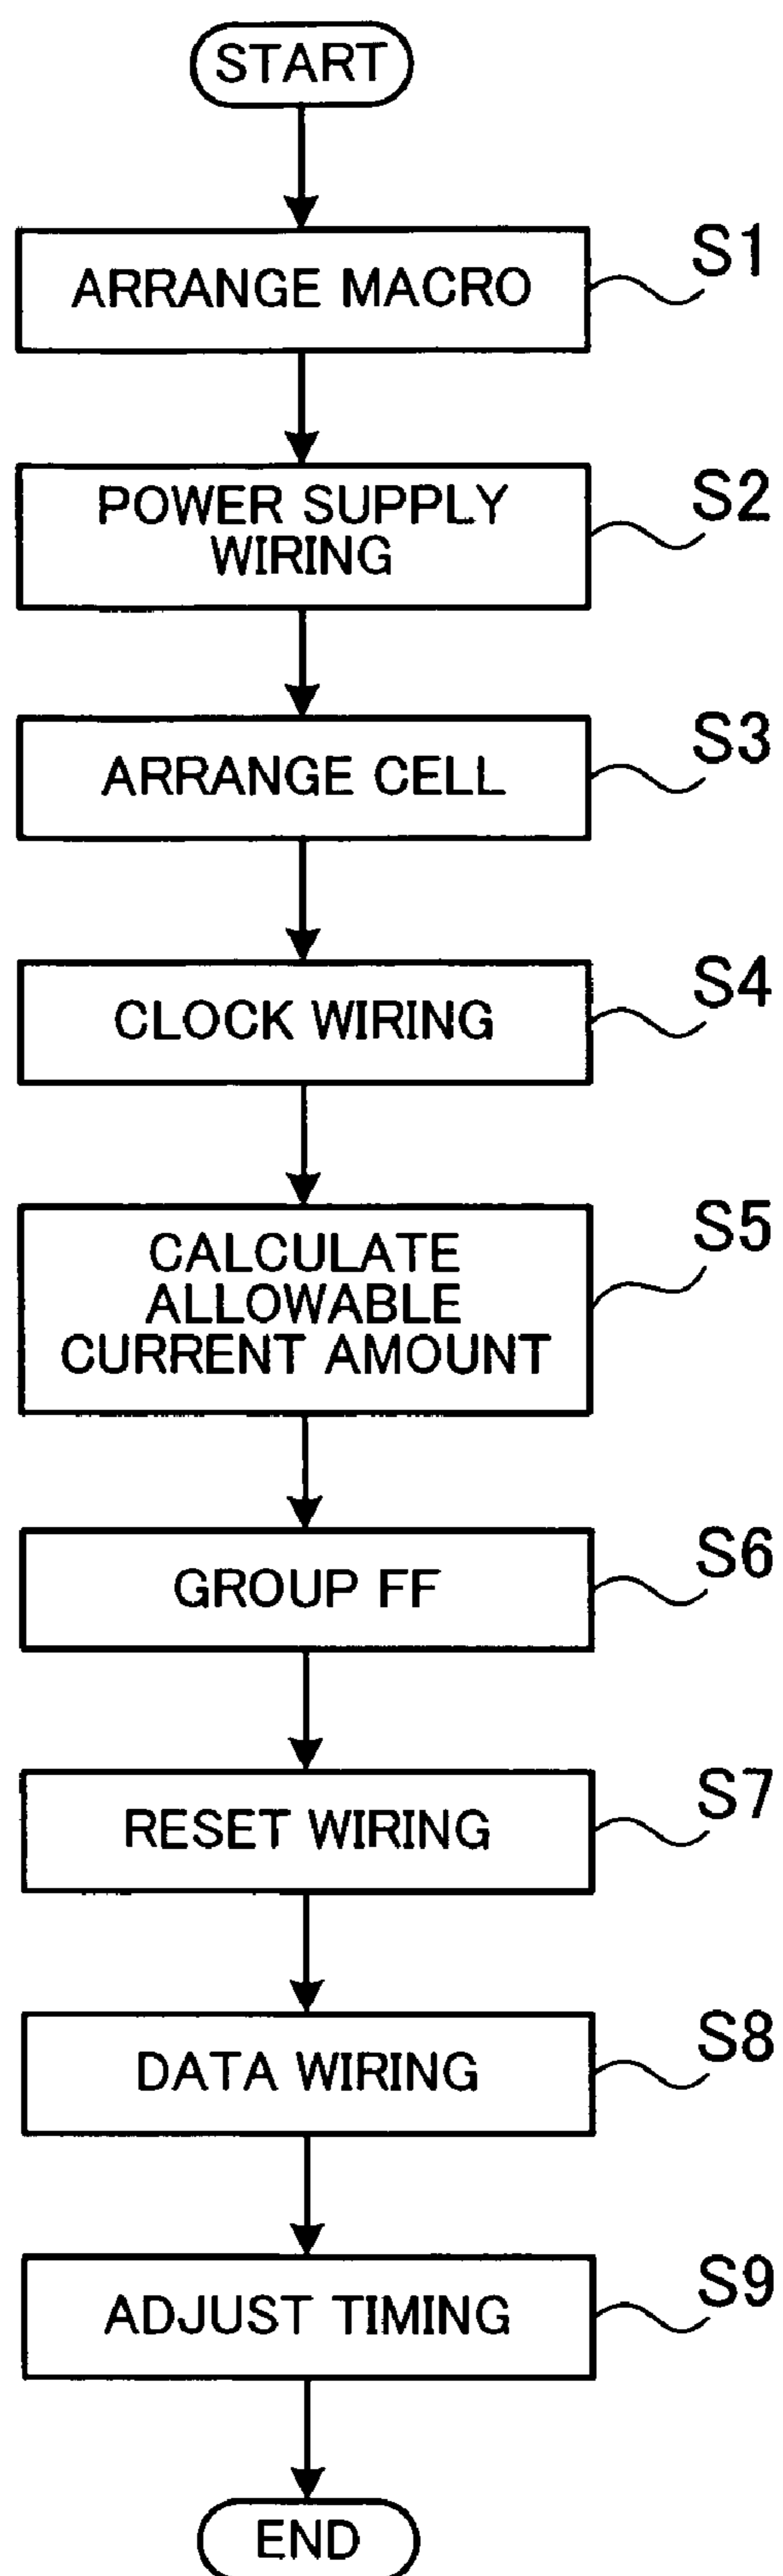 START
ARRANGE MACRO
S1
POWER SUPPLY
WIRING
S2
ARRANGE CELL
S3
CLOCK WIRING
S4
CALCULATE
ALLOWABLE
CURRENT AMOUNT
S5
GROUP FF
S6
RESET WIRING
S7
DATA WIRING
S8
ADJUST TIMING
S9
END